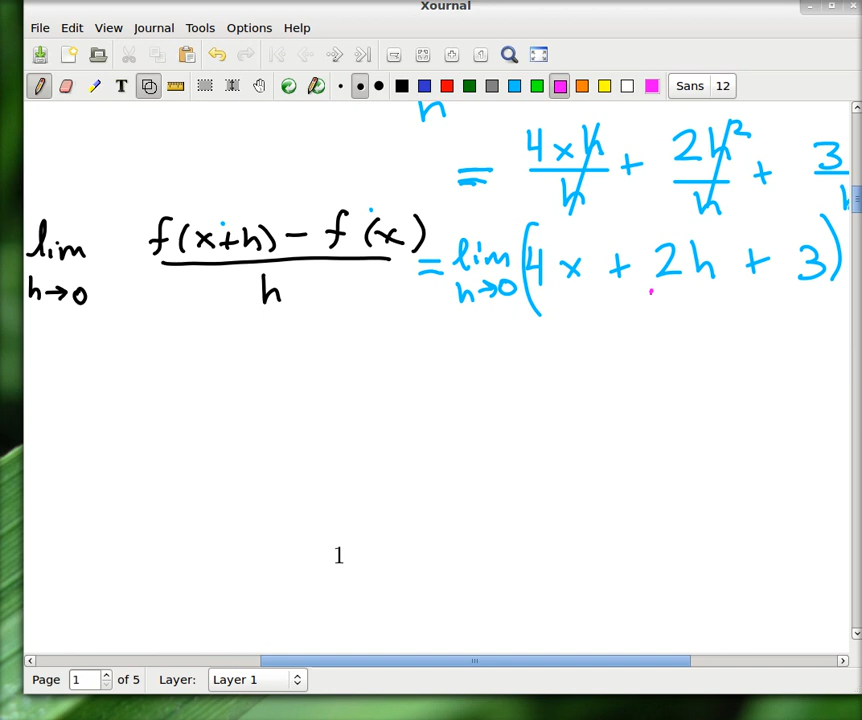 Xournal
File Edit View Journal Tools Options Help
T Sans 12
h
= 4xh/h + 2h²/h + 3
lim h→0 f(x+h) − f(x) / h = lim h→0 (4x + 2h + 3)
1
Page 1 of 5 Layer: Layer 1